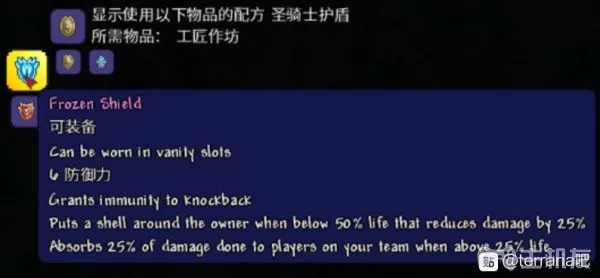 显示使用以下物品的配方 圣骑士护盾
所需物品： 工匠作坊
Frozen Shield
可装备
Can be worn in vanity slots
6 防御力
Grants immunity to knockback
Puts a shell around the owner when below 50% life that reduces damage by 25%
Absorbs 25% of damage done to players on your team when above 25% life
贴 @terraria吧